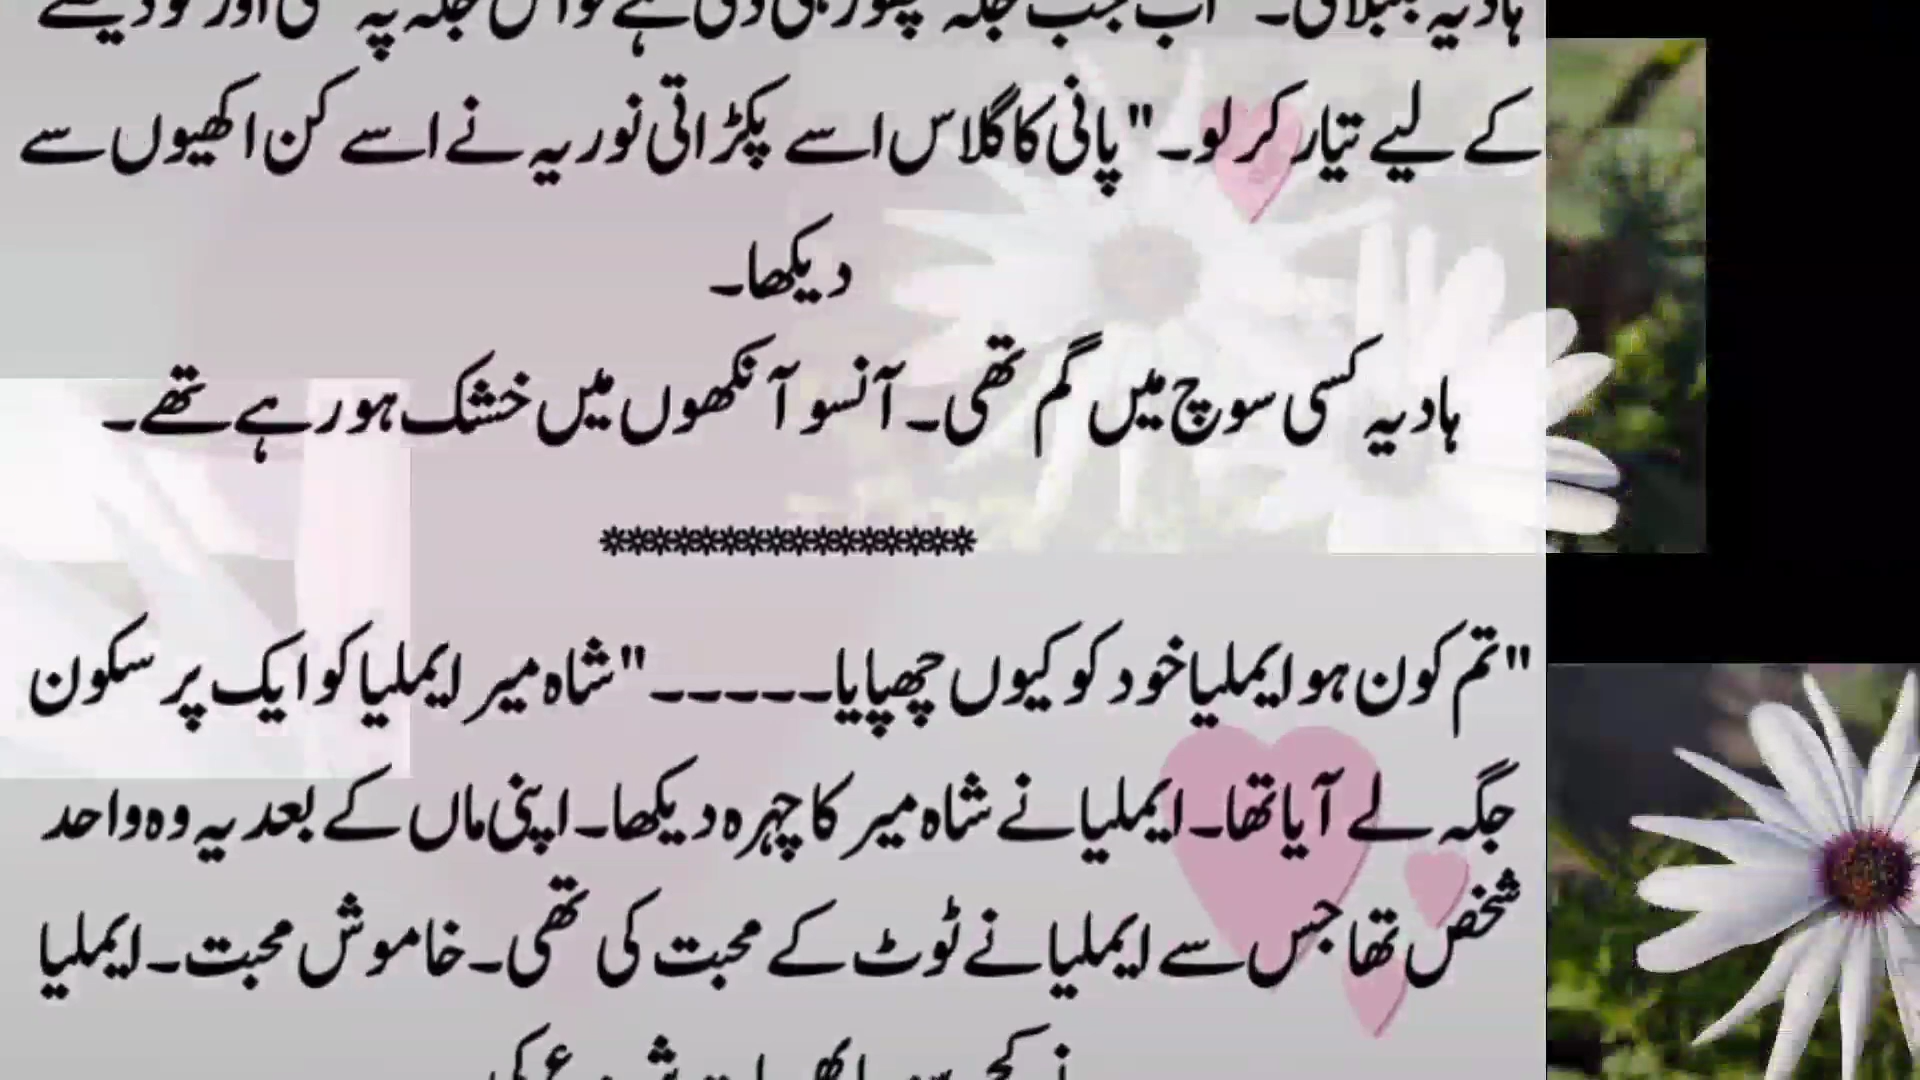 کے لیے تیار کر لو۔" پانی کا گلاس اسے پکڑاتی نوریہ نے اسے کن اکھیوں سے
دیکھا۔
ہادیہ کسی سوچ میں گم تھی۔ آنسو آنکھوں میں خشک ہو رہے تھے۔
****************
"تم کون ہو ایملیا خود کو کیوں چھپایا۔۔۔۔۔" شاہ میر ایملیا کو ایک پر سکون
جگہ لے آیا تھا۔ ایملیا نے شاہ میر کا چہرہ دیکھا۔ اپنی ماں کے بعد یہ وہ واحد
شخص تھا جس سے ایملیا نے ٹوٹ کے محبت کی تھی۔ خاموش محبت۔ ایملیا